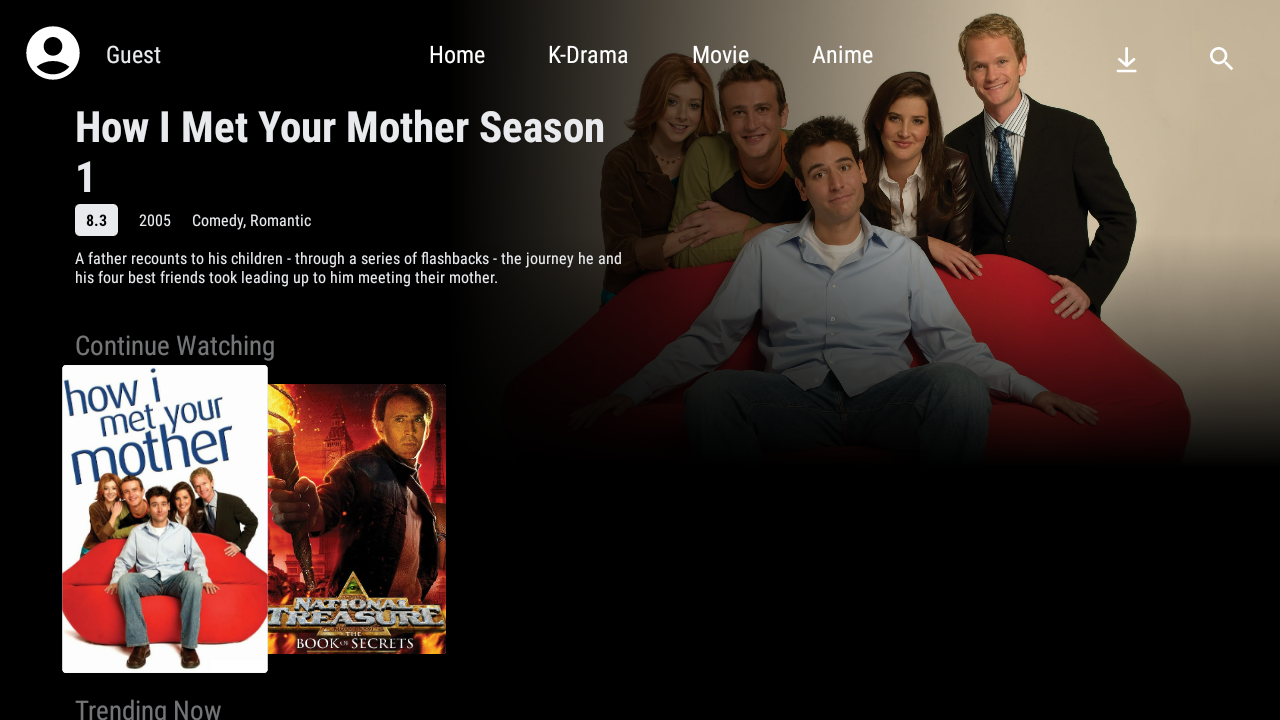 Guest
Home
K-Drama
Movie
Anime
How I Met Your Mother Season
1
8.3
2005
Comedy, Romantic
A father recounts to his children - through a series of flashbacks - the journey he and
his four best friends took leading up to him meeting their mother.
Continue Watching
how i
met your
mother
NATIONAL
TREASURE
THE
BOOK OF SECRETS
Trending Now